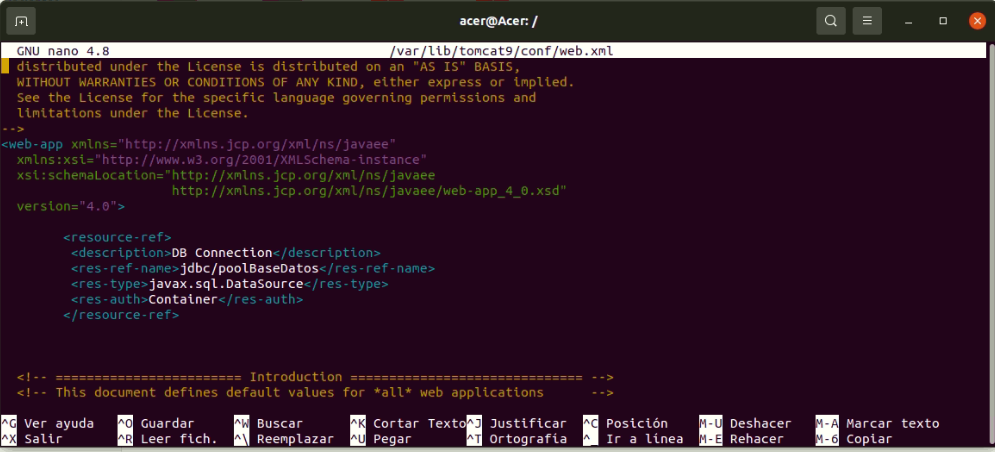 acer@Acer: /
GNU nano 4.8 /var/lib/tomcat9/conf/web.xml
distributed under the License is distributed on an "AS IS" BASIS,
WITHOUT WARRANTIES OR CONDITIONS OF ANY KIND, either express or implied.
See the License for the specific language governing permissions and
limitations under the License.
-->
<web-app xmlns="http://xmlns.jcp.org/xml/ns/javaee"
xmlns:xsi="http://www.w3.org/2001/XMLSchema-instance"
xsi:schemaLocation="http://xmlns.jcp.org/xml/ns/javaee
http://xmlns.jcp.org/xml/ns/javaee/web-app_4_0.xsd"
version="4.0">
<resource-ref>
<description>DB Connection</description>
<res-ref-name>jdbc/poolBaseDatos</res-ref-name>
<res-type>javax.sql.DataSource</res-type>
<res-auth>Container</res-auth>
</resource-ref>
<!-- ======================== Introduction ============================== -->
<!-- This document defines default values for *all* web applications -->
^G Ver ayuda ^O Guardar ^W Buscar ^K Cortar Texto ^J Justificar ^C Posición M-U Deshacer M-A Marcar texto
^X Salir ^R Leer fich. ^\ Reemplazar ^U Pegar ^T Ortografía ^_ Ir a línea M-E Rehacer M-6 Copiar